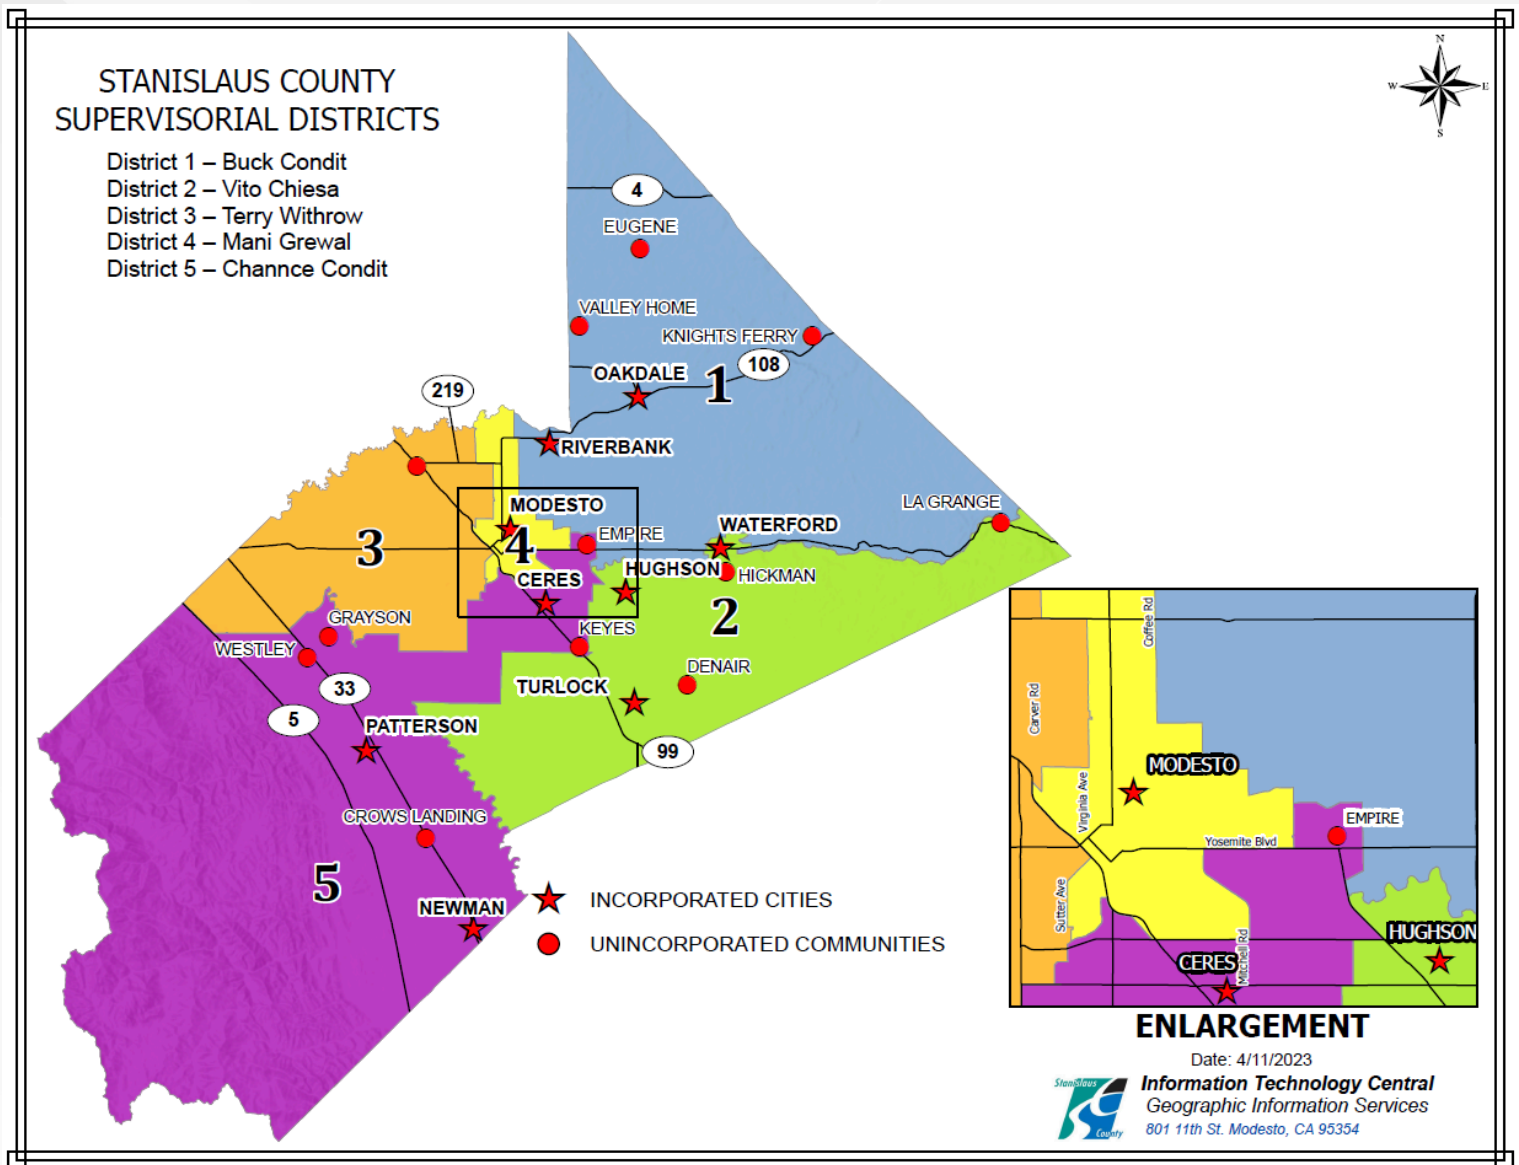 STANISLAUS COUNTY
SUPERVISORIAL DISTRICTS
District 1 – Buck Condit
District 2 – Vito Chiesa
District 3 – Terry Withrow
District 4 – Mani Grewal
District 5 – Channce Condit
N
W
E
S
4
EUGENE
VALLEY HOME
KNIGHTS FERRY
108
OAKDALE
1
219
RIVERBANK
LA GRANGE
MODESTO
WATERFORD
3
4
EMPIRE
HUGHSON
HICKMAN
CERES
2
GRAYSON
KEYES
WESTLEY
DENAIR
33
TURLOCK
5
PATTERSON
99
CROWS LANDING
5
NEWMAN
INCORPORATED CITIES
UNINCORPORATED COMMUNITIES
Coffee Rd
Carver Rd
MODESTO
Virginia Ave
EMPIRE
Yosemite Blvd
Sutter Ave
HUGHSON
CERES
Mitchell Rd
ENLARGEMENT
Date: 4/11/2023
Stanislaus
County
Information Technology Central
Geographic Information Services
801 11th St. Modesto, CA 95354